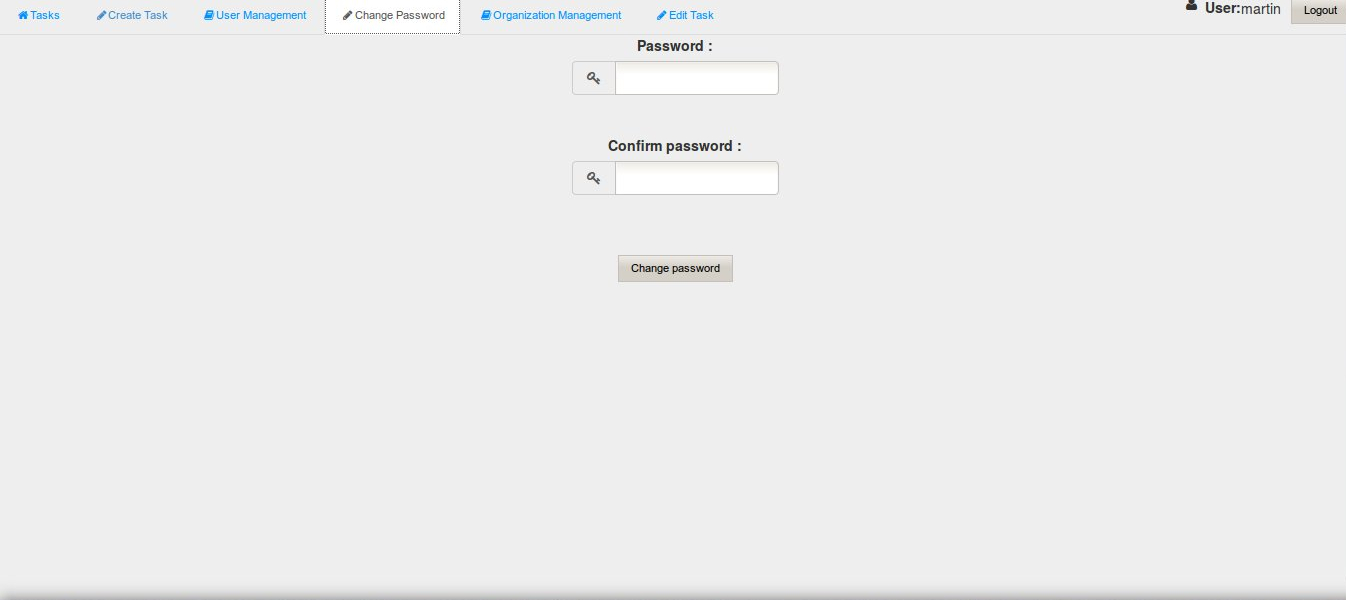 Tasks Create Task User Management Change Password Organization Management Edit Task User:martin Logout
Password :
Confirm password :
Change password